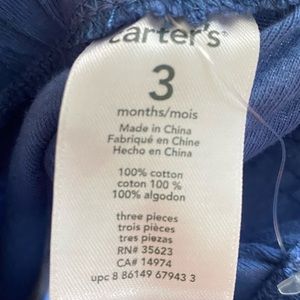 carter's
3
months/mois
Made in China
Fabriqué en Chine
Hecho en China
100% cotton
coton 100 %
100% algodon
three pieces
trois pièces
tres piezas
RN# 35623
CA# 14974
upc 8 86149 67943 3